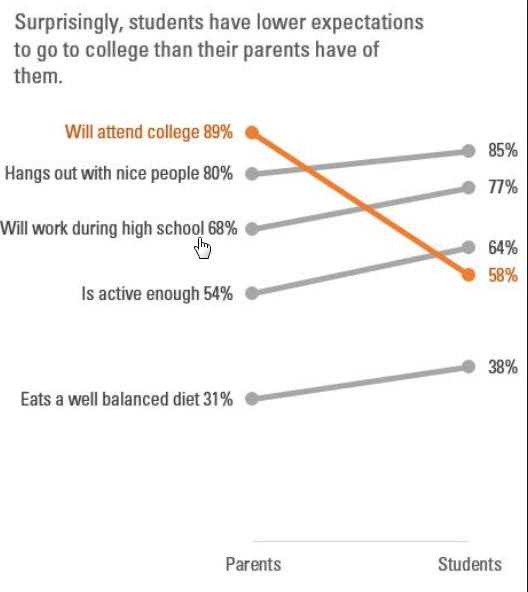 Surprisingly, students have lower expectations
to go to college than their parents have of
them.
Will attend college 89%
85%
Hangs out with nice people 80%
77%
Will work during high school 68%
64%
58%
Is active enough 54%
38%
Eats a well balanced diet 31%
Parents
Students